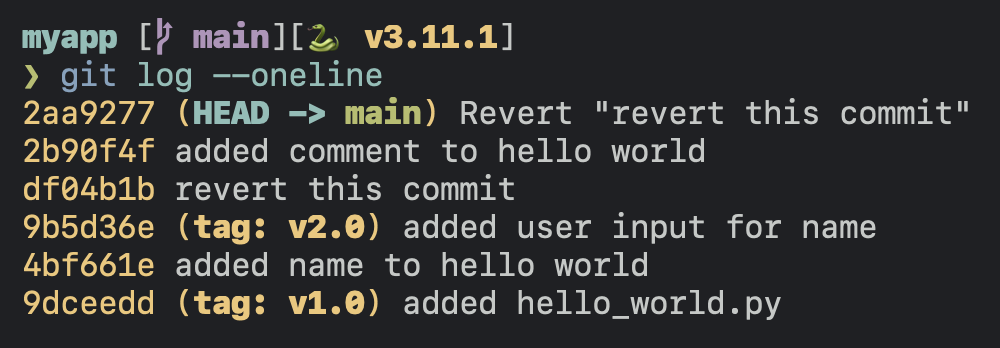 myapp [ main][🐍 v3.11.1]
❯ git log --oneline
2aa9277 (HEAD -> main) Revert "revert this commit"
2b90f4f added comment to hello world
df04b1b revert this commit
9b5d36e (tag: v2.0) added user input for name
4bf661e added name to hello world
9dceedd (tag: v1.0) added hello_world.py